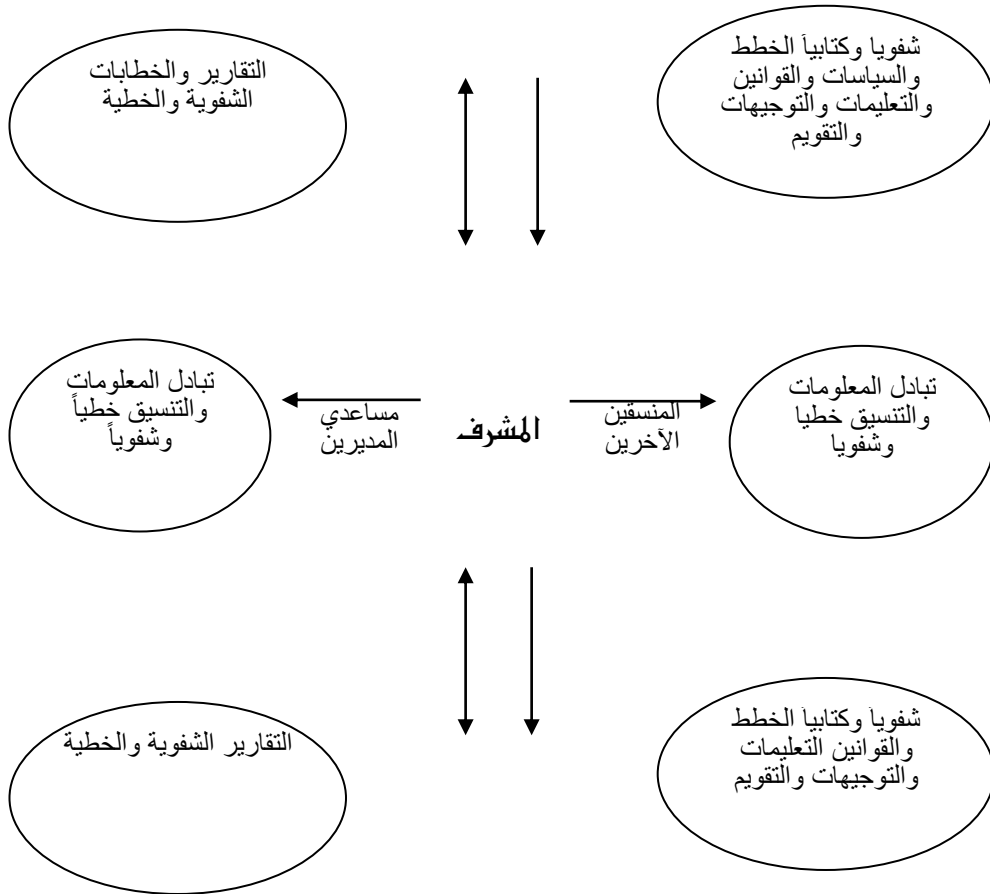 شفويا وكتابياً الخطط
والسياسات والقوانين
والتعليمات والتوجيهات
والتقويم
التقارير والخطابات
الشفوية والخطية
تبادل المعلومات
والتنسيق خطيا
وشفويا
المنسقين
الآخرين
المشرف
مساعدي
المديرين
تبادل المعلومات
والتنسيق خطياً
وشفوياً
شفوياً وكتابياً الخطط
والقوانين التعليمات
والتوجيهات والتقويم
التقارير الشفوية والخطية